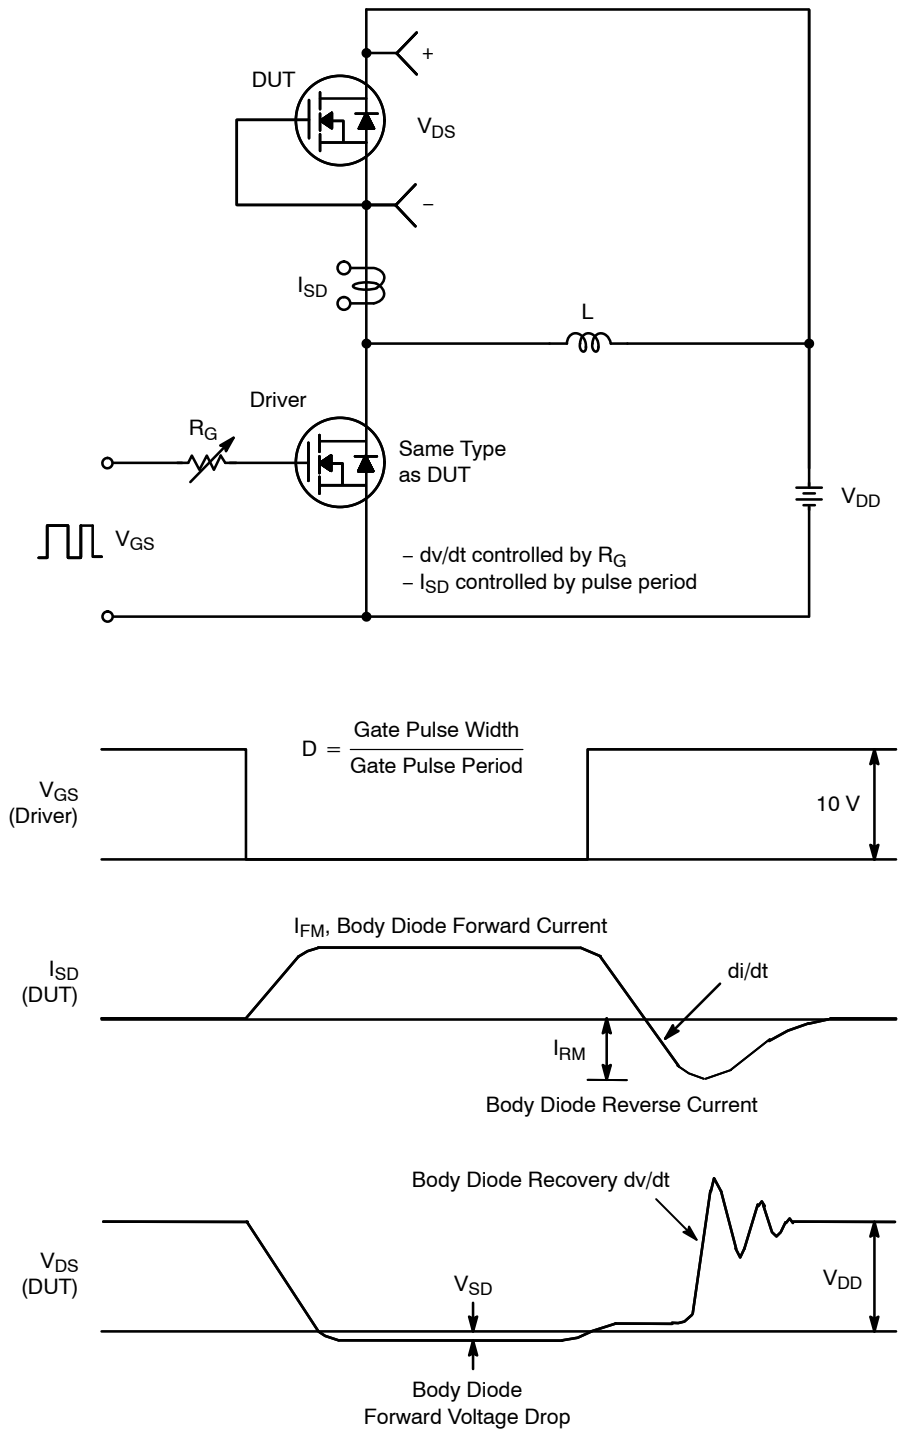 +
DUT
V_DS
−
I_SD
L
Driver
R_G
Same Type
as DUT
V_DD
V_GS
− dv/dt controlled by R_G
− I_SD controlled by pulse period
D = Gate Pulse Width
Gate Pulse Period
V_GS
(Driver)
10 V
I_FM, Body Diode Forward Current
I_SD
(DUT)
di/dt
I_RM
Body Diode Reverse Current
Body Diode Recovery dv/dt
V_DS
(DUT)
V_SD
V_DD
Body Diode
Forward Voltage Drop